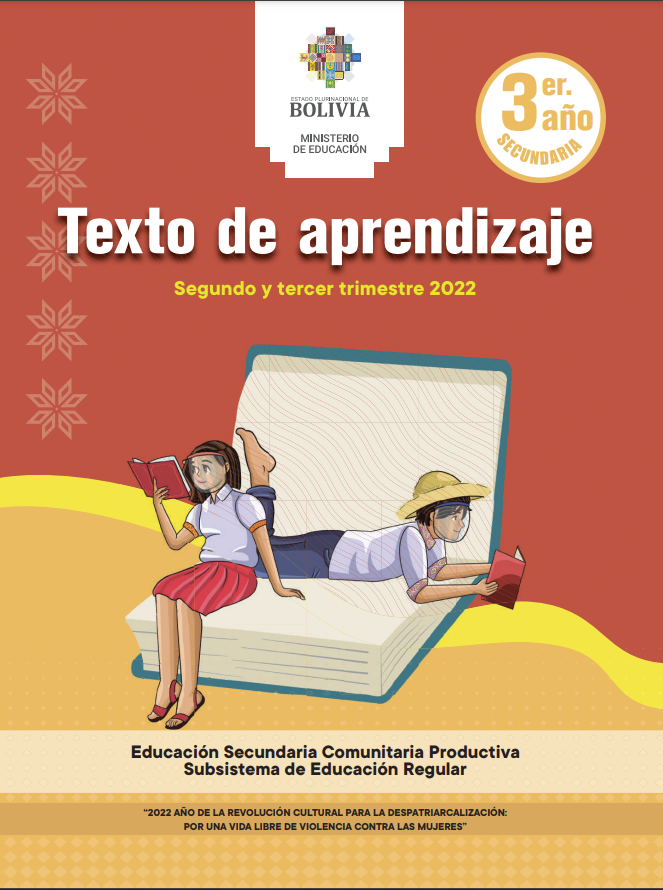 ESTADO PLURINACIONAL DE
BOLIVIA
MINISTERIO
DE EDUCACIÓN
3er.
año
SECUNDARIA
Texto de aprendizaje
Segundo y tercer trimestre 2022
Educación Secundaria Comunitaria Productiva
Subsistema de Educación Regular
“2022 AÑO DE LA REVOLUCIÓN CULTURAL PARA LA DESPATRIARCALIZACIÓN:
POR UNA VIDA LIBRE DE VIOLENCIA CONTRA LAS MUJERES”